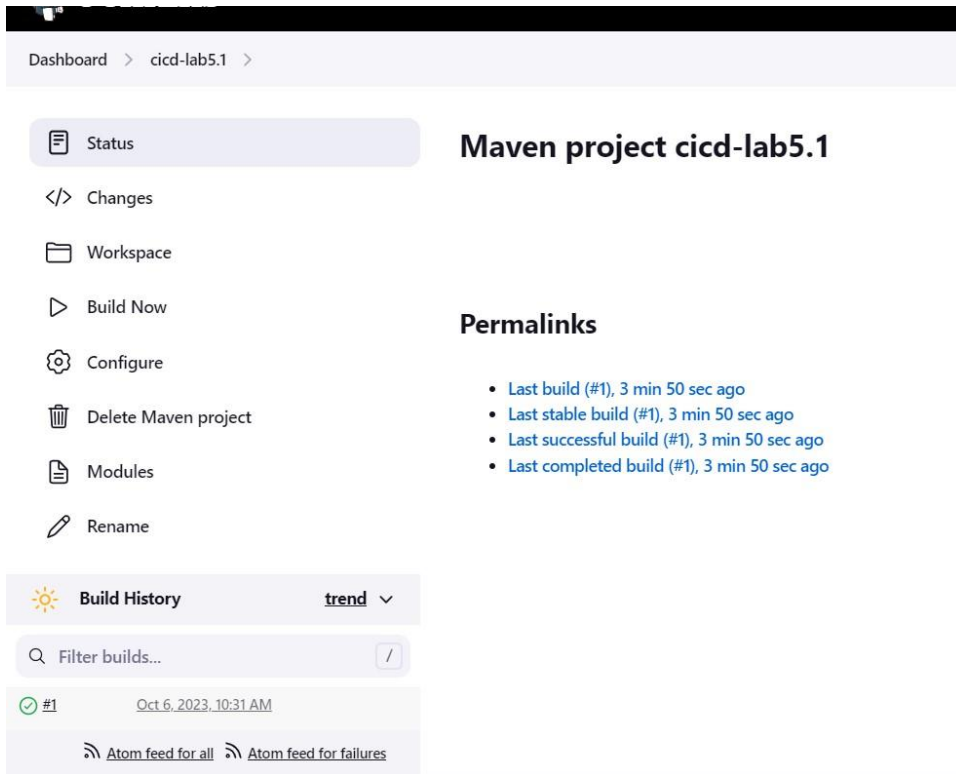 Dashboard > cicd-lab5.1 >
Status
Changes
Workspace
Build Now
Configure
Delete Maven project
Modules
Rename
Build History trend
Filter builds... /
#1 Oct 6, 2023, 10:31 AM
Atom feed for all Atom feed for failures
Maven project cicd-lab5.1
Permalinks
Last build (#1), 3 min 50 sec ago
Last stable build (#1), 3 min 50 sec ago
Last successful build (#1), 3 min 50 sec ago
Last completed build (#1), 3 min 50 sec ago